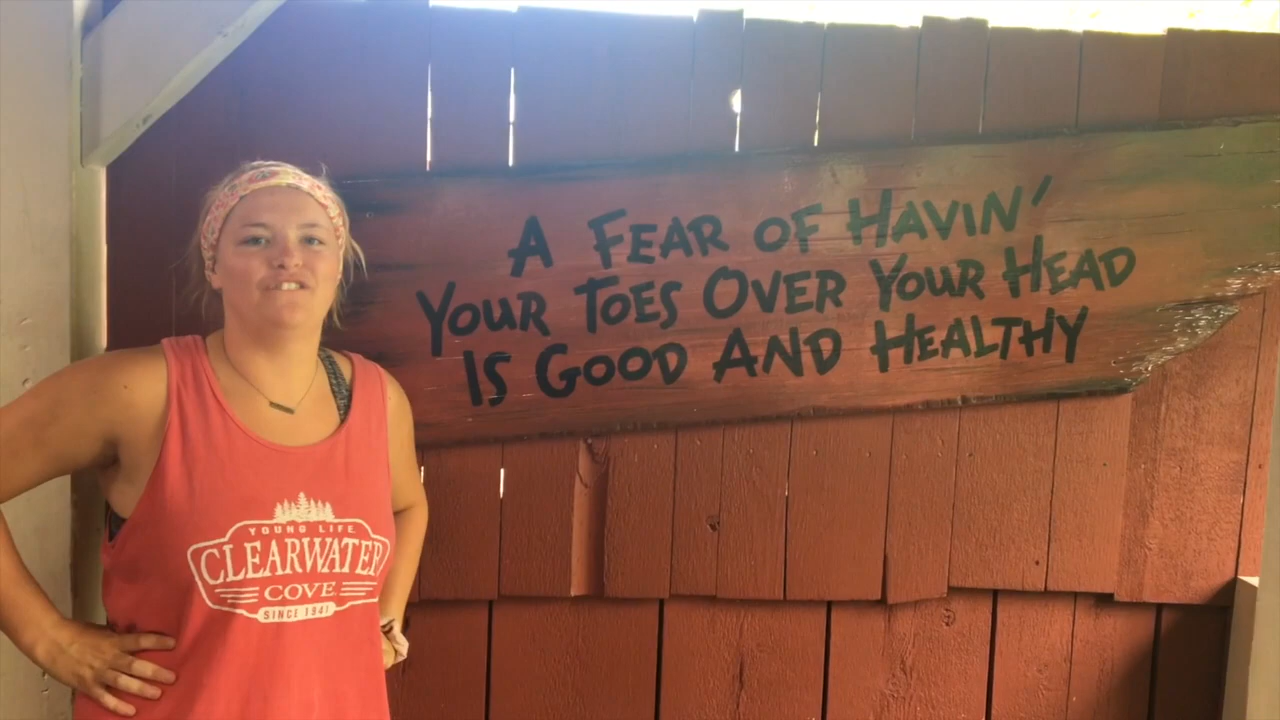 A FEAR OF HAVIN'
YOUR TOES OVER YOUR HEAD
IS GOOD AND HEALTHY
YOUNG LIFE
CLEARWATER
COVE
SINCE 1941